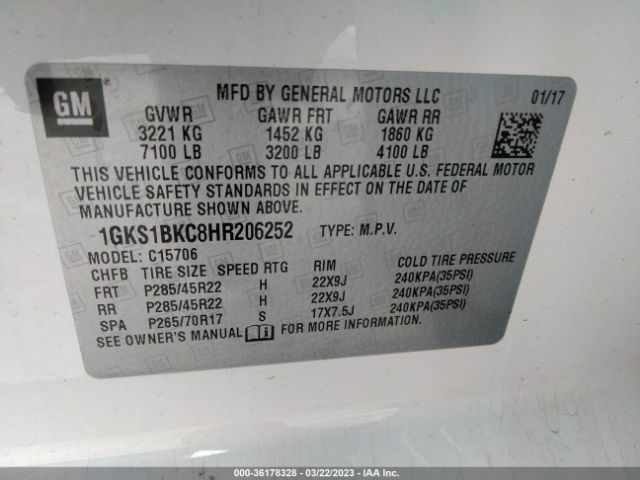 GM
MFD BY GENERAL MOTORS LLC 01/17
GVWR GAWR FRT GAWR RR
3221 KG 1452 KG 1860 KG
7100 LB 3200 LB 4100 LB
THIS VEHICLE CONFORMS TO ALL APPLICABLE U.S. FEDERAL MOTOR
VEHICLE SAFETY STANDARDS IN EFFECT ON THE DATE OF
MANUFACTURE SHOWN ABOVE.
1GKS1BKC8HR206252 TYPE: M.P.V.
MODEL: C15706
CHFB TIRE SIZE SPEED RTG RIM COLD TIRE PRESSURE
FRT P285/45R22 H 22X9J 240KPA(35PSI)
RR P285/45R22 H 22X9J 240KPA(35PSI)
SPA P265/70R17 S 17X7.5J 240KPA(35PSI)
SEE OWNER'S MANUAL FOR MORE INFORMATION.
000-36178328 - 03/22/2023 - IAA Inc.